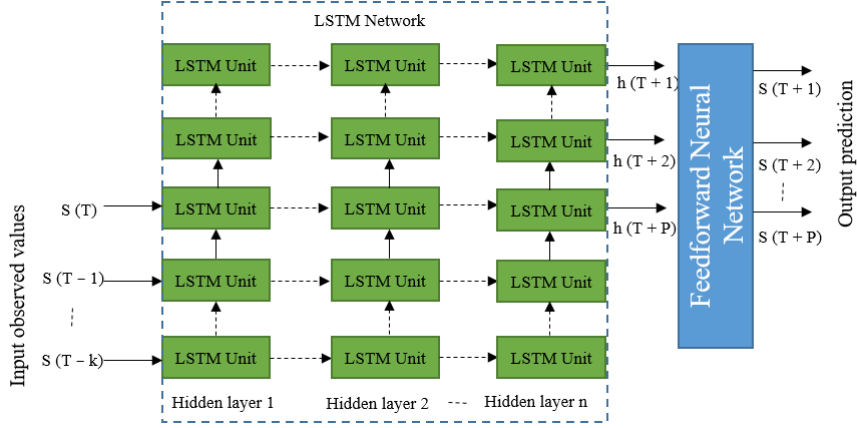 LSTM Network
LSTM Unit
LSTM Unit
LSTM Unit
h (T + 1)
S (T + 1)
LSTM Unit
LSTM Unit
LSTM Unit
h (T + 2)
S (T + 2)
S (T)
LSTM Unit
LSTM Unit
LSTM Unit
h (T + P)
S (T + P)
S (T – 1)
LSTM Unit
LSTM Unit
LSTM Unit
S (T – k)
LSTM Unit
LSTM Unit
LSTM Unit
Hidden layer 1
Hidden layer 2
Hidden layer n
Input observed values
Feedforward Neural
Network
Output prediction